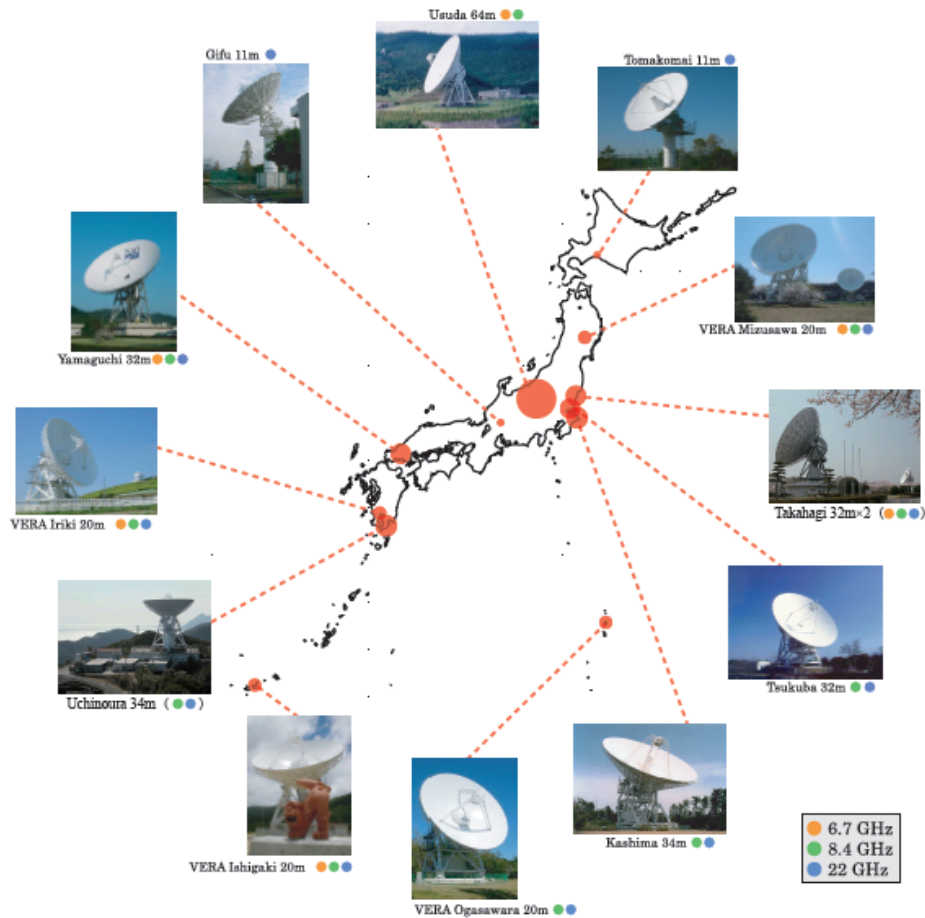 Usuda 64m
Gifu 11m
Tomakomai 11m
Yamaguchi 32m
VERA Mizusawa 20m
VERA Iriki 20m
Takahagi 32m×2 ( )
Uchinoura 34m ( )
Tsukuba 32m
VERA Ishigaki 20m
Kashima 34m
VERA Ogasawara 20m
6.7 GHz
8.4 GHz
22 GHz